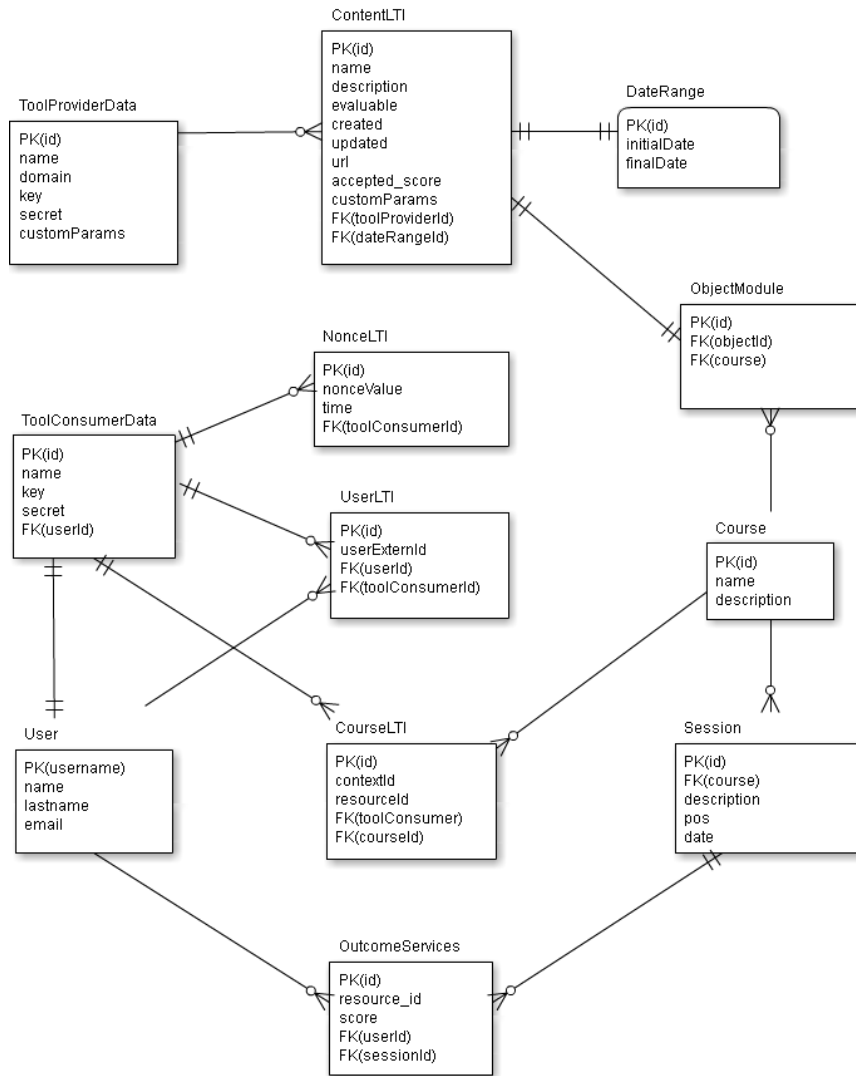 ContentLTI
PK(id)
name
description
evaluable
created
updated
url
accepted_score
customParams
FK(toolProviderId)
FK(dateRangeId)
ToolProviderData
PK(id)
name
domain
key
secret
customParams
DateRange
PK(id)
initialDate
finalDate
ObjectModule
PK(id)
FK(objectId)
FK(course)
NonceLTI
PK(id)
nonceValue
time
FK(toolConsumerId)
ToolConsumerData
PK(id)
name
key
secret
FK(userId)
UserLTI
PK(id)
userExternId
FK(userId)
FK(toolConsumerId)
Course
PK(id)
name
description
User
PK(username)
name
lastname
email
CourseLTI
PK(id)
contextId
resourceId
FK(toolConsumer)
FK(courseId)
Session
PK(id)
FK(course)
description
pos
date
OutcomeServices
PK(id)
resource_id
score
FK(userId)
FK(sessionId)